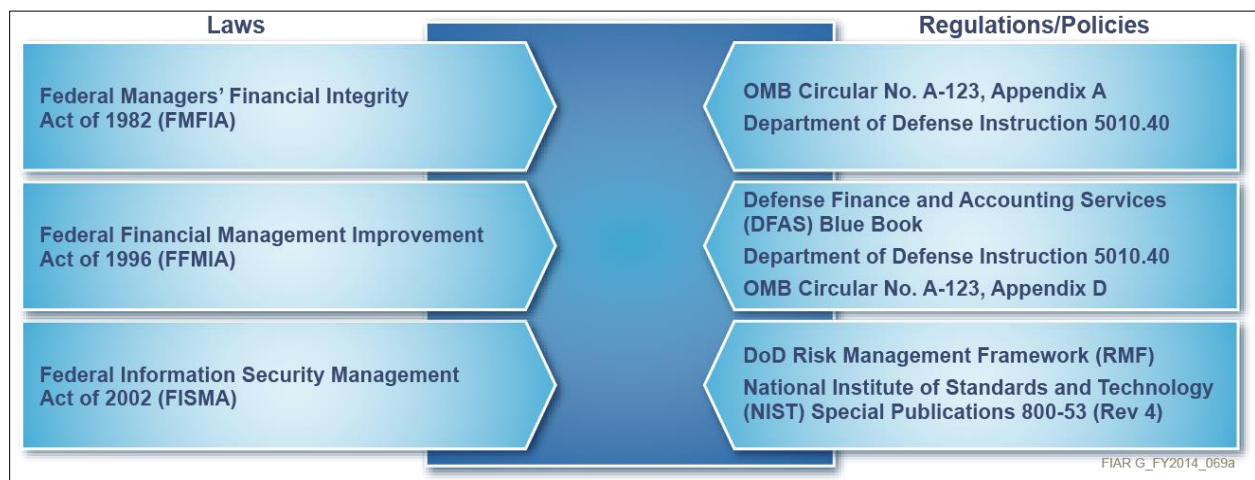 Laws
Regulations/Policies
Federal Managers’ Financial Integrity
Act of 1982 (FMFIA)
OMB Circular No. A-123, Appendix A
Department of Defense Instruction 5010.40
Federal Financial Management Improvement
Act of 1996 (FFMIA)
Defense Finance and Accounting Services
(DFAS) Blue Book
Department of Defense Instruction 5010.40
OMB Circular No. A-123, Appendix D
Federal Information Security Management
Act of 2002 (FISMA)
DoD Risk Management Framework (RMF)
National Institute of Standards and Technology
(NIST) Special Publications 800-53 (Rev 4)
FIAR G_FY2014_069a